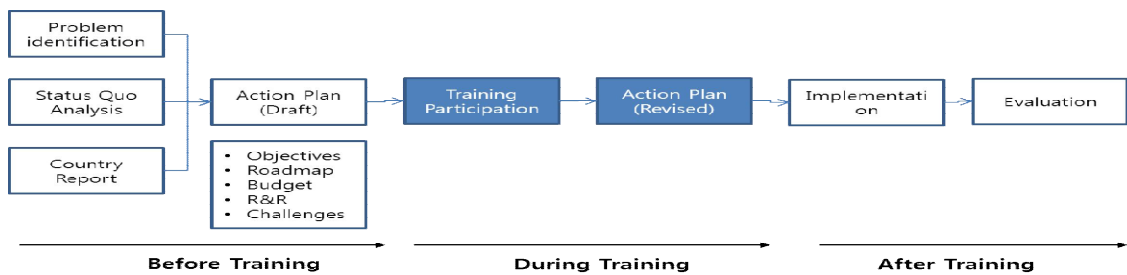 Problem
identification
Status Quo
Analysis
Country
Report
Action Plan
(Draft)
• Objectives
• Roadmap
• Budget
• R&R
• Challenges
Training
Participation
Action Plan
(Revised)
Implementati
on
Evaluation
Before Training
During Training
After Training